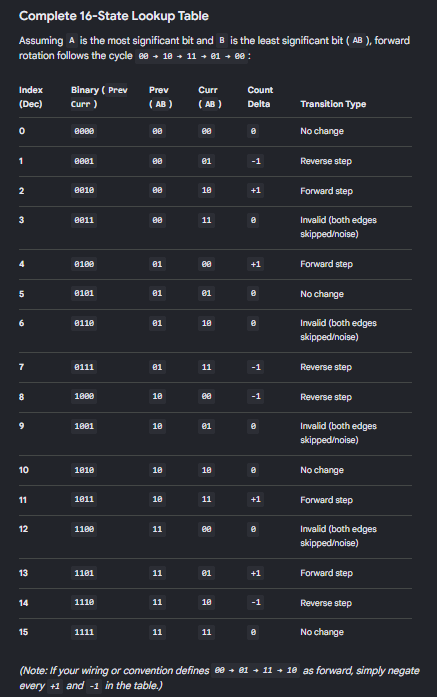 Complete 16-State Lookup Table
Assuming A is the most significant bit and B is the least significant bit ( AB ), forward
rotation follows the cycle 00 → 10 → 11 → 01 → 00 :
Index Binary ( Prev Prev Curr Count
(Dec) Curr ) ( AB ) ( AB ) Delta Transition Type
0 0000 00 00 0 No change
1 0001 00 01 -1 Reverse step
2 0010 00 10 +1 Forward step
3 0011 00 11 0 Invalid (both edges
skipped/noise)
4 0100 01 00 +1 Forward step
5 0101 01 01 0 No change
6 0110 01 10 0 Invalid (both edges
skipped/noise)
7 0111 01 11 -1 Reverse step
8 1000 10 00 -1 Reverse step
9 1001 10 01 0 Invalid (both edges
skipped/noise)
10 1010 10 10 0 No change
11 1011 10 11 +1 Forward step
12 1100 11 00 0 Invalid (both edges
skipped/noise)
13 1101 11 01 +1 Forward step
14 1110 11 10 -1 Reverse step
15 1111 11 11 0 No change
(Note: If your wiring or convention defines 00 → 01 → 11 → 10 as forward, simply negate
every +1 and -1 in the table.)